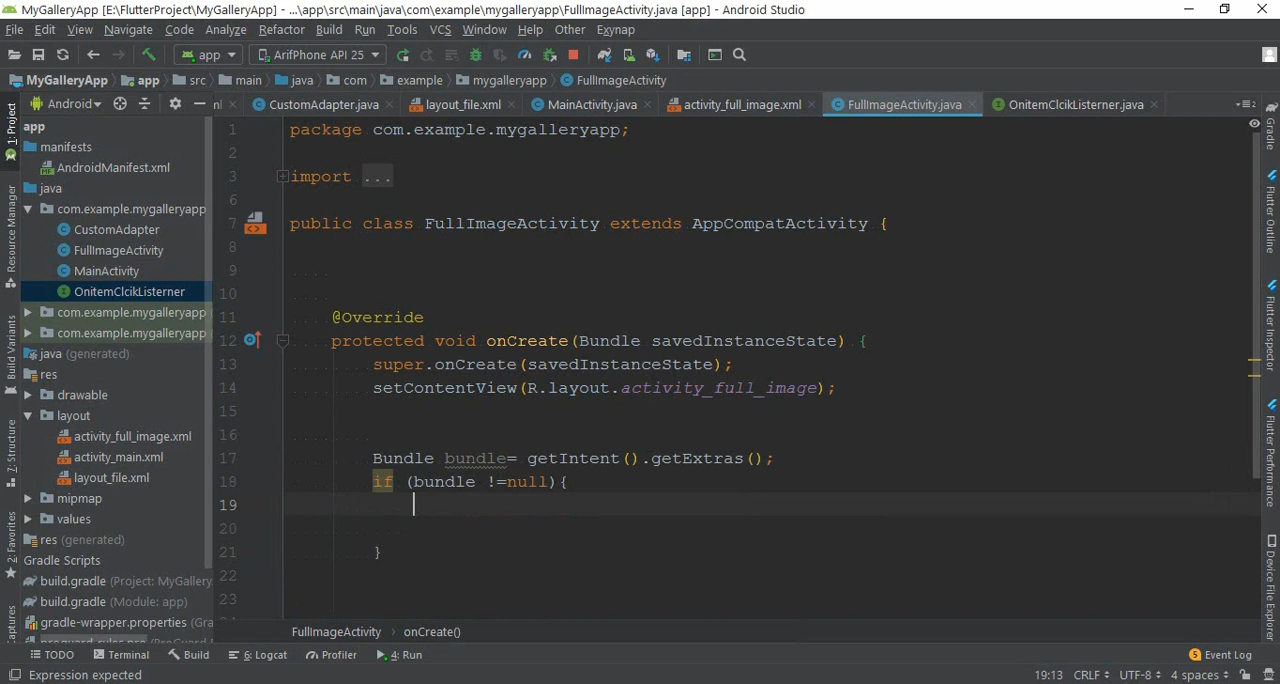 MyGalleryApp [E:\FlutterProject\MyGalleryApp] - ...\app\src\main\java\com\example\mygalleryapp\FullImageActivity.java [app] - Android Studio
File Edit View Navigate Code Analyze Refactor Build Run Tools VCS Window Help Other Exynap
app ArifPhone API 25
MyGalleryApp app src main java com example mygalleryapp FullImageActivity
Android CustomAdapter.java layout_file.xml MainActivity.java activity_full_image.xml FullImageActivity.java OnitemClcikListerner.java
1: Project
Resource Manager
Build Variants
7: Structure
2: Favorites
app
manifests
AndroidManifest.xml
java
com.example.mygalleryapp
CustomAdapter
FullImageActivity
MainActivity
OnitemClcikListerner
com.example.mygalleryapp
com.example.mygalleryapp
java (generated)
res
drawable
layout
activity_full_image.xml
activity_main.xml
layout_file.xml
mipmap
values
res (generated)
Gradle Scripts
build.gradle (Project: MyGallery
build.gradle (Module: app)
gradle-wrapper.properties (Gra
1 package com.example.mygalleryapp;
2
3 import ...
6
7 public class FullImageActivity extends AppCompatActivity {
8
9
10
11 @Override
12 protected void onCreate(Bundle savedInstanceState) {
13 super.onCreate(savedInstanceState);
14 setContentView(R.layout.activity_full_image);
15
16
17 Bundle bundle= getIntent().getExtras();
18 if (bundle !=null){
19
20
21 }
22
23
Gradle
Flutter Outline
Flutter Inspector
Flutter Performance
Device File Explorer
FullImageActivity › onCreate()
TODO Terminal Build 6: Logcat Profiler 4: Run 5 Event Log
Expression expected 19:13 CRLF UTF-8 4 spaces